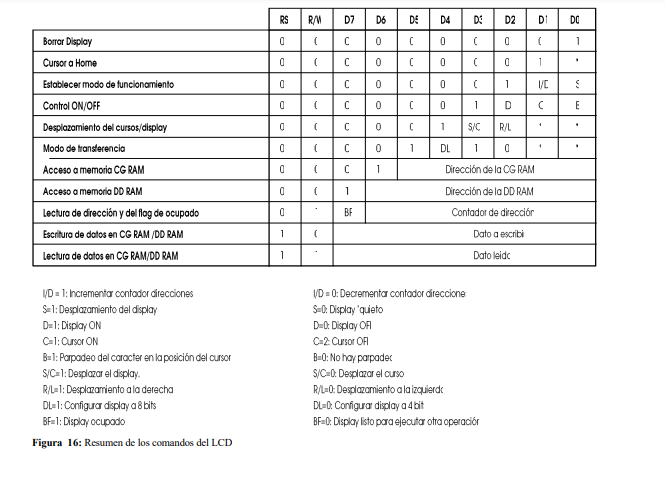 RS R/W D7 D6 D5 D4 D3 D2 D1 D0
Borrar Display 0 0 0 0 0 0 0 0 0 1
Cursor a Home 0 0 0 0 0 0 0 0 1 *
Establecer modo de funcionamiento 0 0 0 0 0 0 0 1 I/D S
Control ON/OFF 0 0 0 0 0 0 1 D C B
Desplazamiento del cursos/display 0 0 0 0 0 1 S/C R/L * *
Modo de transferencia 0 0 0 0 1 DL 1 0 * *
Acceso a memoria CG RAM 0 0 0 1 Dirección de la CG RAM
Acceso a memoria DD RAM 0 0 1 Dirección de la DD RAM
Lectura de dirección y del flag de ocupado 0 1 BF Contador de dirección
Escritura de datos en CG RAM /DD RAM 1 0 Dato a escribi
Lectura de datos en CG RAM/DD RAM 1 1 Dato leido
I/D = 1: Incrementar contador direcciones
I/D = 0: Decrementar contador direccione
S=1: Desplazamiento del display
S=0: Display "quieto
D=1: Display ON
D=0: Display OFF
C=1: Cursor ON
C=2: Cursor OFF
B=1: Parpadeo del caracter en la posición del cursor
B=0: No hay parpadeo
S/C=1: Desplazar el display.
S/C=0: Desplazar el curso
R/L=1: Desplazamiento a la derecha
R/L=0: Desplazamiento a la izquierda
DL=1: Configurar display a 8 bits
DL=0: Configurar display a 4 bit
BF=1: Display ocupado
BF=0: Display listo para ejecutar otra operación
Figura 16: Resumen de los comandos del LCD